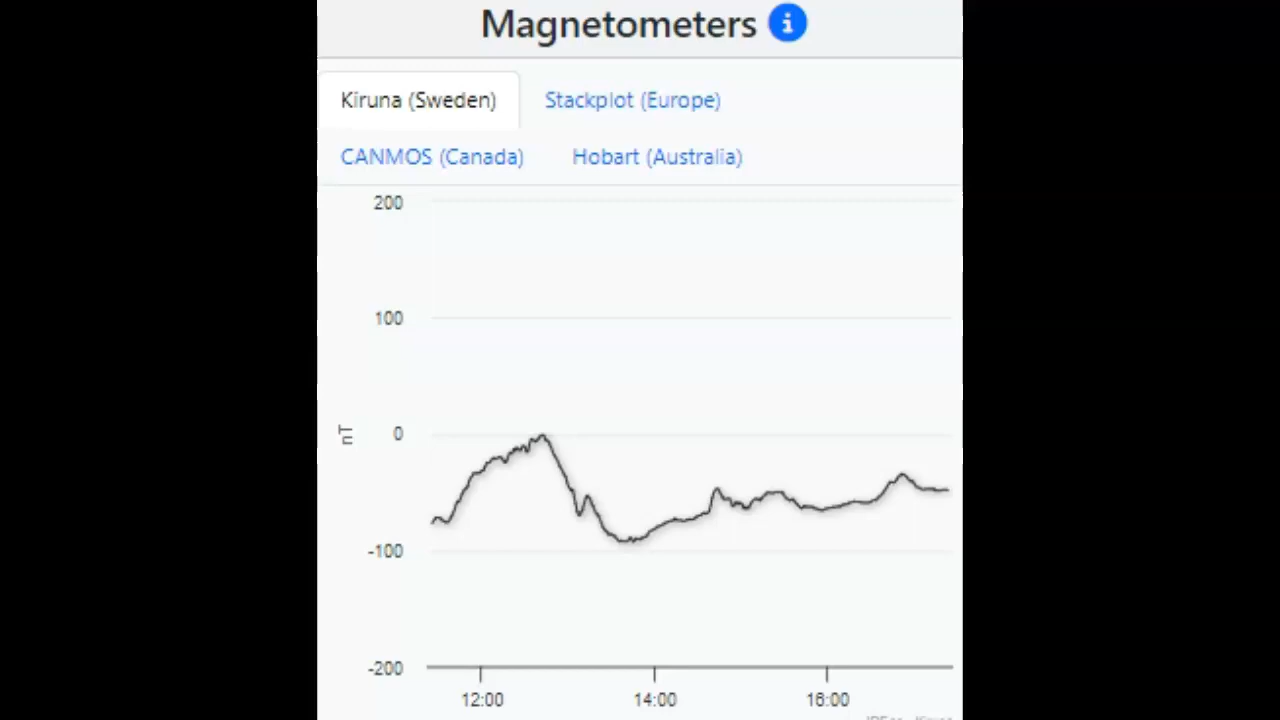 Magnetometers
Kiruna (Sweden) Stackplot (Europe)
CANMOS (Canada) Hobart (Australia)
200
100
nT 0
-100
-200
12:00 14:00 16:00